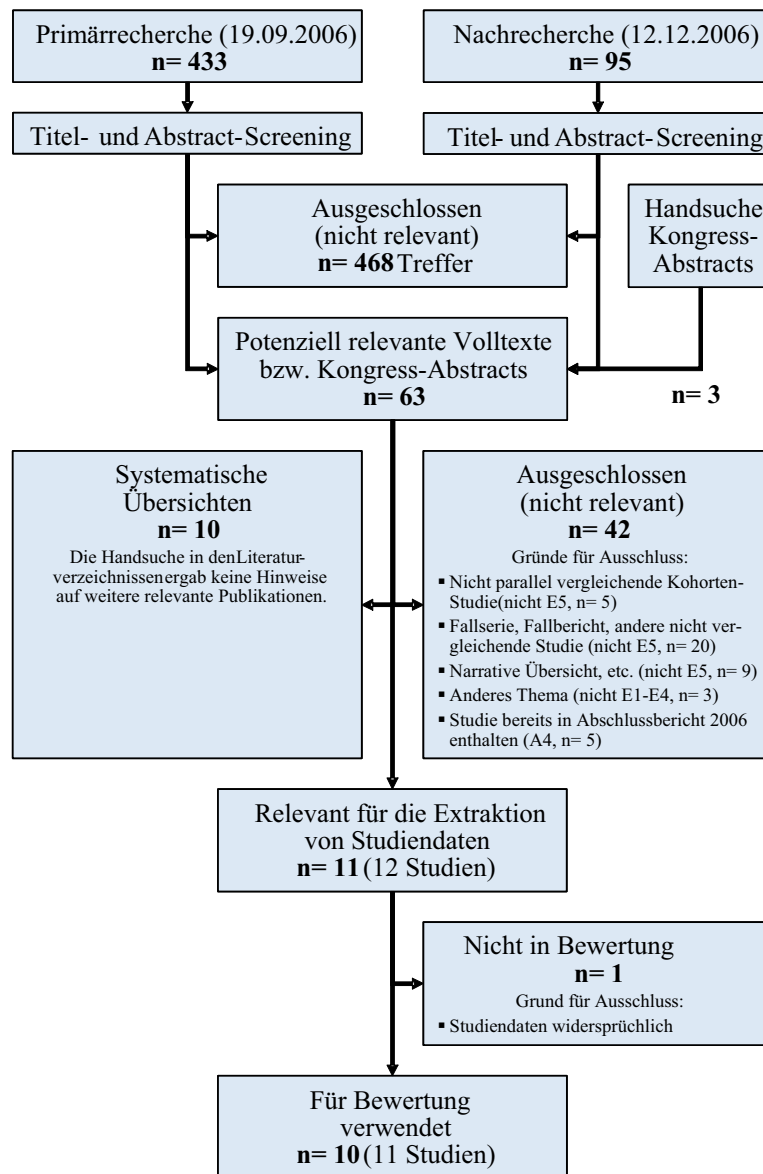 Primärrecherche (19.09.2006)
n= 433
Nachrecherche (12.12.2006)
n= 95
Titel- und Abstract-Screening
Titel- und Abstract-Screening
Ausgeschlossen
(nicht relevant)
n= 468 Treffer
Handsuche
Kongress-
Abstracts
Potenziell relevante Volltexte
bzw. Kongress-Abstracts
n= 63
n= 3
Systematische
Übersichten
n= 10
Die Handsuche in den Literatur-
verzeichnissen ergab keine Hinweise
auf weitere relevante Publikationen.
Ausgeschlossen
(nicht relevant)
n= 42
Gründe für Ausschluss:
▪ Nicht parallel vergleichende Kohorten-
Studie(nicht E5, n= 5)
▪ Fallserie, Fallbericht, andere nicht ver-
gleichende Studie (nicht E5, n= 20)
▪ Narrative Übersicht, etc. (nicht E5, n= 9)
▪ Anderes Thema (nicht E1-E4, n= 3)
▪ Studie bereits in Abschlussbericht 2006
enthalten (A4, n= 5)
Relevant für die Extraktion
von Studiendaten
n= 11 (12 Studien)
Nicht in Bewertung
n= 1
Grund für Ausschluss:
▪ Studiendaten widersprüchlich
Für Bewertung
verwendet
n= 10 (11 Studien)